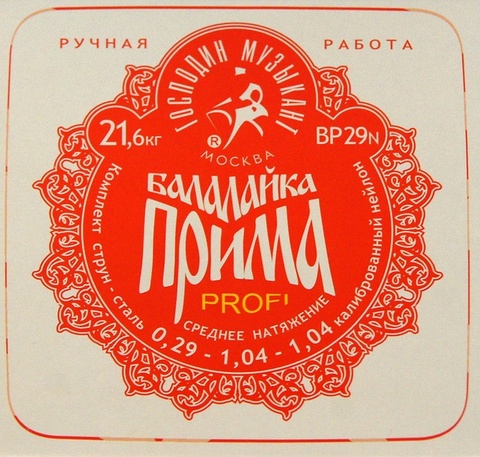 РУЧНАЯ РАБОТА
ГОСПОДИН МУЗЫКАНТ
®
МОСКВА
21,6кг
BP29N
БАЛАЛАЙКА
ПРИМА
PROFI
СРЕДНЕЕ НАТЯЖЕНИЕ
Комплект струн - сталь 0,29 - 1,04 - 1,04 калиброванный нейлон